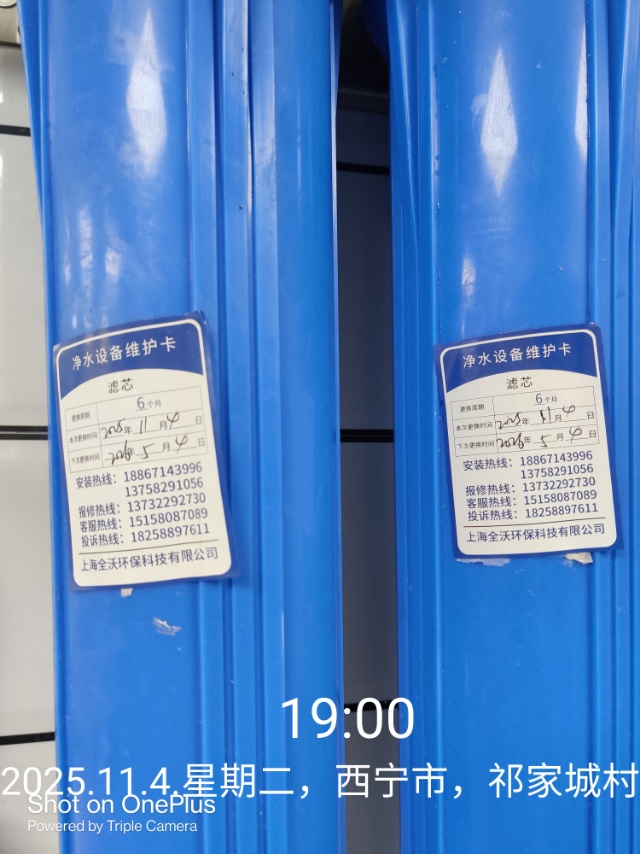 净水设备维护卡
滤芯
更换周期 6个月
本次更换时间 2025年 11月 4日
下次更换时间 2026年 5月 4日
安装热线：18867143996
13758291056
报修热线：13732292730
客服热线：15158087089
投诉热线：18258897611
上海全沃环保科技有限公司
净水设备维护卡
滤芯
更换周期 6个月
本次更换时间 2025年 11月 4日
下次更换时间 2026年 5月 4日
安装热线：18867143996
13758291056
报修热线：13732292730
客服热线：15158087089
投诉热线：18258897611
上海全沃环保科技有限公司
19:00
2025.11.4.星期二，西宁市，祁家城村
Shot on OnePlus
Powered by Triple Camera